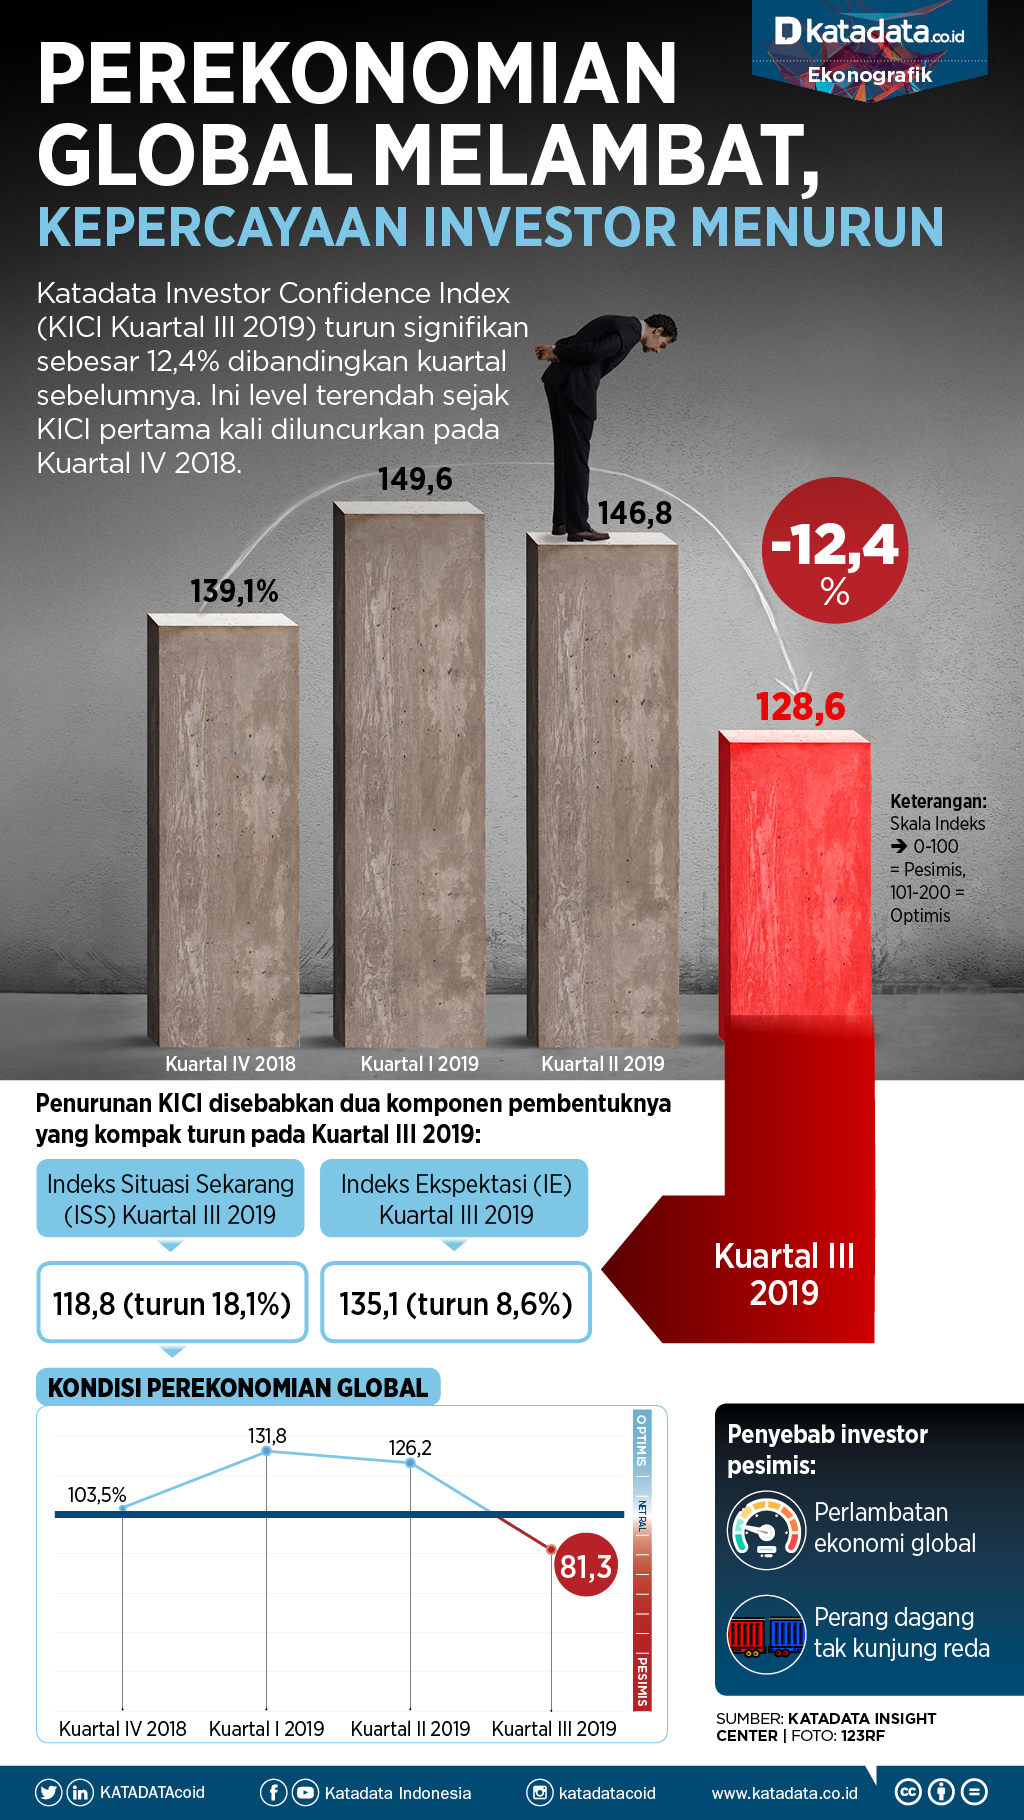 Dkatadata.co.id
Ekonografik
PEREKONOMIAN
GLOBAL MELAMBAT,
KEPERCAYAAN INVESTOR MENURUN
Katadata Investor Confidence Index
(KICI Kuartal III 2019) turun signifikan
sebesar 12,4% dibandingkan kuartal
sebelumnya. Ini level terendah sejak
KICI pertama kali diluncurkan pada
Kuartal IV 2018.
139,1%
149,6
146,8
-12,4
%
128,6
Keterangan:
Skala Indeks
➔ 0-100
= Pesimis,
101-200 =
Optimis
Kuartal IV 2018
Kuartal I 2019
Kuartal II 2019
Kuartal III
2019
Penurunan KICI disebabkan dua komponen pembentuknya
yang kompak turun pada Kuartal III 2019:
Indeks Situasi Sekarang
(ISS) Kuartal III 2019
118,8 (turun 18,1%)
Indeks Ekspektasi (IE)
Kuartal III 2019
135,1 (turun 8,6%)
KONDISI PEREKONOMIAN GLOBAL
103,5%
131,8
126,2
81,3
OPTIMIS
NETRAL
PESIMIS
Kuartal IV 2018
Kuartal I 2019
Kuartal II 2019
Kuartal III 2019
Penyebab investor
pesimis:
Perlambatan
ekonomi global
Perang dagang
tak kunjung reda
SUMBER: KATADATA INSIGHT
CENTER | FOTO: 123RF
KATADATAcoid
Katadata Indonesia
katadatacoid
www.katadata.co.id